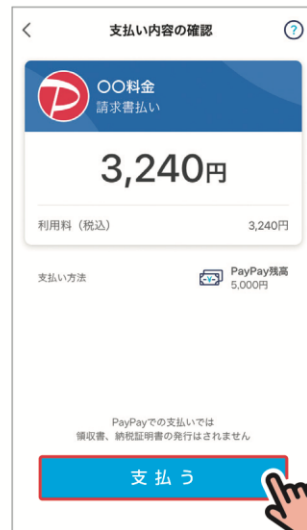 支払い内容の確認
?
〇〇料金
請求書払い
3,240円
利用料（税込） 3,240円
支払い方法 PayPay残高
5,000円
PayPayでの支払いでは
領収書、納税証明書の発行はされません
支払う